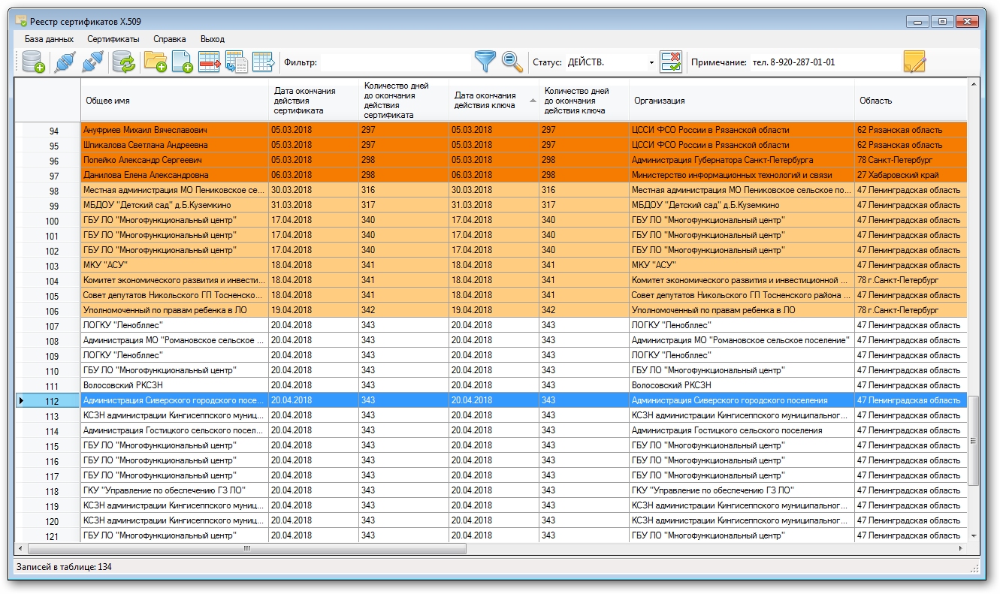 Реестр сертификатов X.509
База данных Сертификаты Справка Выход
Фильтр: Статус: ДЕЙСТВ. Примечание: тел. 8-920-287-01-01
Общее имя Дата окончания действия сертификата Количество дней до окончания действия сертификата Дата окончания действия ключа Количество дней до окончания действия ключа Организация Область
94 Ануфриев Михаил Вячеславович 05.03.2018 297 05.03.2018 297 ЦССИ ФСО России в Рязанской области 62 Рязанская область
95 Шпикалова Светлана Андреевна 05.03.2018 297 05.03.2018 297 ЦССИ ФСО России в Рязанской области 62 Рязанская область
96 Попейко Александр Сергеевич 05.03.2018 298 05.03.2018 298 Администрация Губернатора Санкт-Петербурга 78 Санкт-Петербург
97 Данилова Елена Александровна 06.03.2018 298 06.03.2018 298 Министерство информационных технологий и связи 27 Хабаровский край
98 Местная администрация МО Пениковское се... 30.03.2018 316 30.03.2018 316 Местная администрация МО Пениковское сельское по... 47 Ленинградская область
99 МБДОУ "Детский сад" д.Б.Куземкино 31.03.2018 317 31.03.2018 317 МБДОУ "Детский сад" д.Б.Куземкино 47 Ленинградская область
100 ГБУ ЛО "Многофункциональный центр" 17.04.2018 340 17.04.2018 340 ГБУ ЛО "Многофункциональный центр" 47 Ленинградская область
101 ГБУ ЛО "Многофункциональный центр" 17.04.2018 340 17.04.2018 340 ГБУ ЛО "Многофункциональный центр" 47 Ленинградская область
102 ГБУ ЛО "Многофункциональный центр" 17.04.2018 340 17.04.2018 340 ГБУ ЛО "Многофункциональный центр" 47 Ленинградская область
103 МКУ "АСУ" 18.04.2018 341 18.04.2018 341 МКУ "АСУ" 47 Ленинградская область
104 Комитет экономического развития и инвести... 18.04.2018 341 18.04.2018 341 Комитет экономического развития и инвестиционной ... 78 г.Санкт-Петербург
105 Совет депутатов Никольского ГП Тосненско... 18.04.2018 341 18.04.2018 341 Совет депутатов Никольского ГП Тосненского района ... 47 Ленинградская область
106 Уполномоченный по правам ребенка в ЛО 19.04.2018 342 19.04.2018 342 Уполномоченный по правам ребенка в ЛО 78 г.Санкт-Петербург
107 ЛОГКУ "Ленобллес" 20.04.2018 343 20.04.2018 343 ЛОГКУ "Ленобллес" 47 Ленинградская область
108 Администрация МО "Романовское сельское ... 20.04.2018 343 20.04.2018 343 Администрация МО "Романовское сельское поселение" 47 Ленинградская область
109 ЛОГКУ "Ленобллес" 20.04.2018 343 20.04.2018 343 ЛОГКУ "Ленобллес" 47 Ленинградская область
110 ГБУ ЛО "Многофункциональный центр" 20.04.2018 343 20.04.2018 343 ГБУ ЛО "Многофункциональный центр" 47 Ленинградская область
111 Волосовский РКСЗН 20.04.2018 343 20.04.2018 343 Волосовский РКСЗН 47 Ленинградская область
112 Администрация Сиверского городского посе... 20.04.2018 343 20.04.2018 343 Администрация Сиверского городского поселения 47 Ленинградская область
113 КСЗН администрации Кингисеппского муниц... 20.04.2018 343 20.04.2018 343 КСЗН администрации Кингисеппского муниципальног... 47 Ленинградская область
114 Администрация Гостицкого сельского посел... 20.04.2018 343 20.04.2018 343 Администрация Гостицкого сельского поселения 47 Ленинградская область
115 ГБУ ЛО "Многофункциональный центр" 20.04.2018 343 20.04.2018 343 ГБУ ЛО "Многофункциональный центр" 47 Ленинградская область
116 ГБУ ЛО "Многофункциональный центр" 20.04.2018 343 20.04.2018 343 ГБУ ЛО "Многофункциональный центр" 47 Ленинградская область
117 ГБУ ЛО "Многофункциональный центр" 20.04.2018 343 20.04.2018 343 ГБУ ЛО "Многофункциональный центр" 47 Ленинградская область
118 ГКУ "Управление по обеспечению ГЗ ЛО" 20.04.2018 343 20.04.2018 343 ГКУ "Управление по обеспечению ГЗ ЛО" 47 Ленинградская область
119 КСЗН администрации Кингисеппского муниц... 20.04.2018 343 20.04.2018 343 КСЗН администрации Кингисеппского муниципальног... 47 Ленинградская область
120 КСЗН администрации Кингисеппского муниц... 20.04.2018 343 20.04.2018 343 КСЗН администрации Кингисеппского муниципальног... 47 Ленинградская область
121 ГБУ ЛО "Многофункциональный центр" 20.04.2018 343 20.04.2018 343 ГБУ ЛО "Многофункциональный центр" 47 Ленинградская область
Записей в таблице: 134